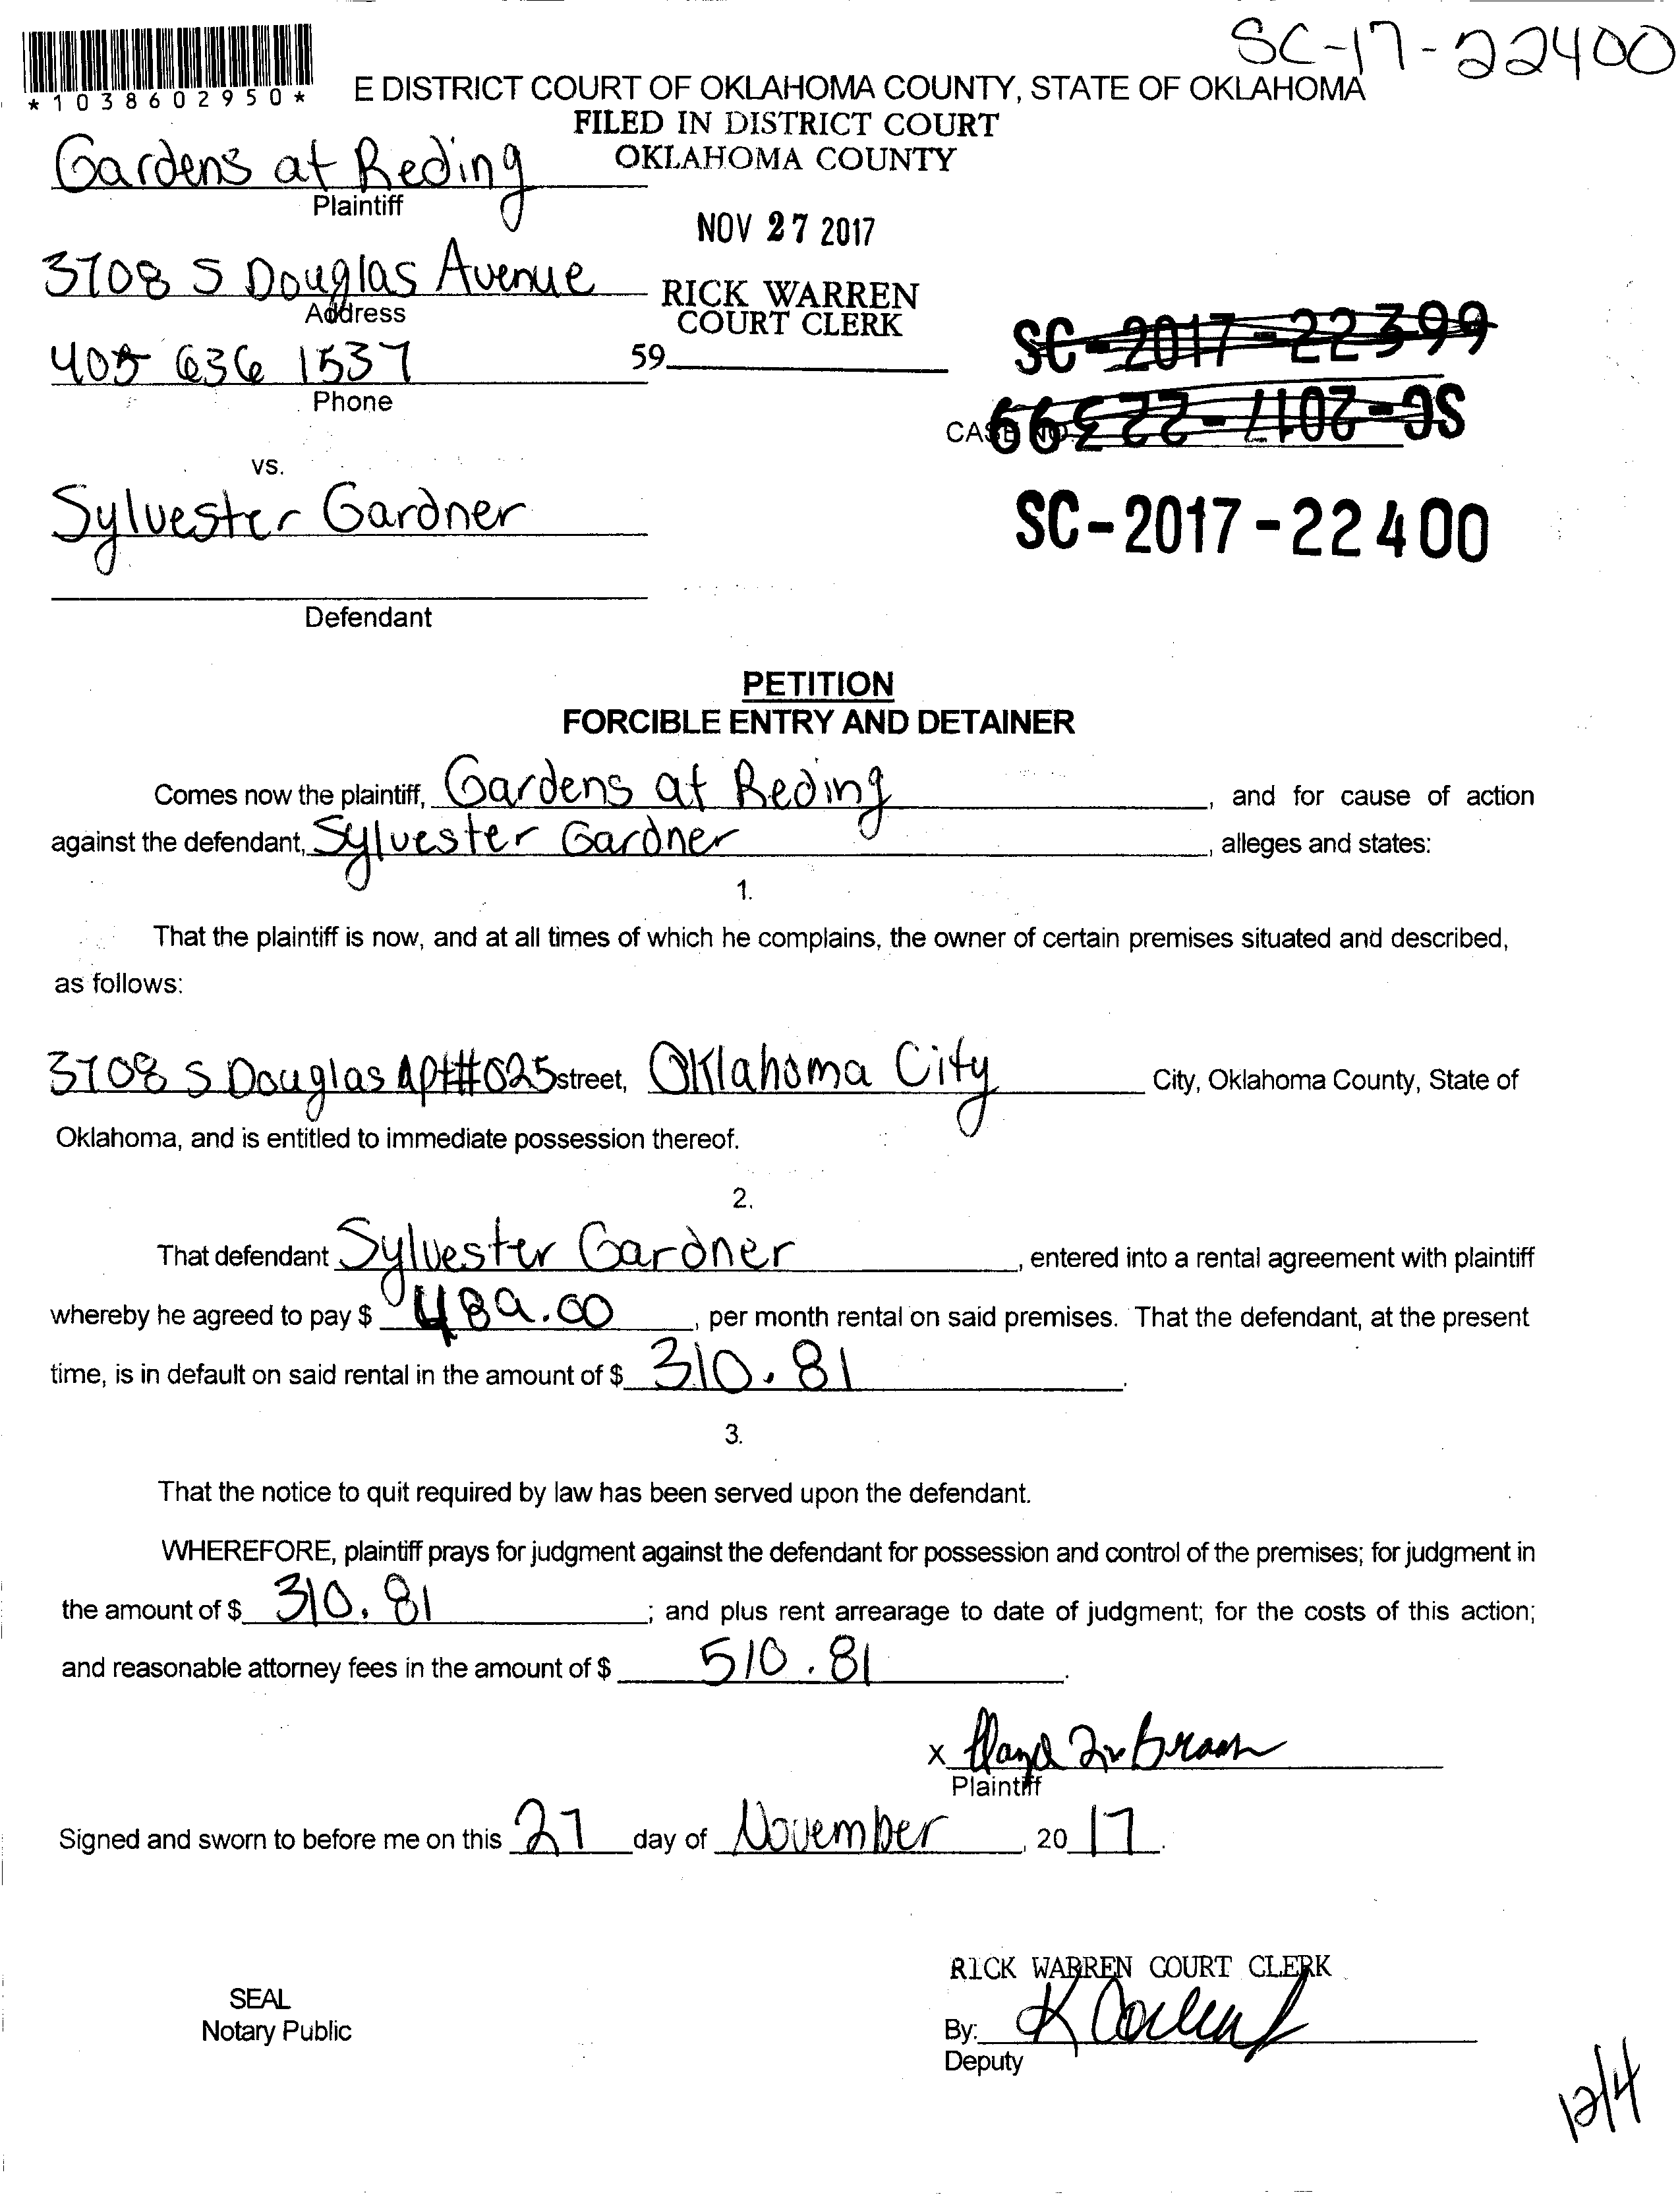 SC-17-22400
*1038602950*
E DISTRICT COURT OF OKLAHOMA COUNTY, STATE OF OKLAHOMA
FILED IN DISTRICT COURT
OKLAHOMA COUNTY
Gardens at Reding
Plaintiff
NOV 27 2017
3708 S Douglas Avenue
Address
RICK WARREN
COURT CLERK
405 636 1537
Phone
59
SC-2017-22399
CASE NO.
SC-2017-22399
vs.
Sylvester Gardner
SC-2017-22400
Defendant
PETITION
FORCIBLE ENTRY AND DETAINER
Comes now the plaintiff, Gardens at Reding, and for cause of action
against the defendant, Sylvester Gardner, alleges and states:
1.
That the plaintiff is now, and at all times of which he complains, the owner of certain premises situated and described,
as follows:
3708 S Douglas Apt#625 street, Oklahoma City City, Oklahoma County, State of
Oklahoma, and is entitled to immediate possession thereof.
2.
That defendant Sylvester Gardner, entered into a rental agreement with plaintiff
whereby he agreed to pay $ 489.00, per month rental on said premises. That the defendant, at the present
time, is in default on said rental in the amount of $ 310.81.
3.
That the notice to quit required by law has been served upon the defendant.
WHEREFORE, plaintiff prays for judgment against the defendant for possession and control of the premises; for judgment in
the amount of $ 310.81; and plus rent arrearage to date of judgment; for the costs of this action;
and reasonable attorney fees in the amount of $ 510.81.
x
Plaintiff
Signed and sworn to before me on this 27 day of November, 2017.
RICK WARREN COURT CLERK
SEAL
Notary Public
By: K
Deputy
12/4